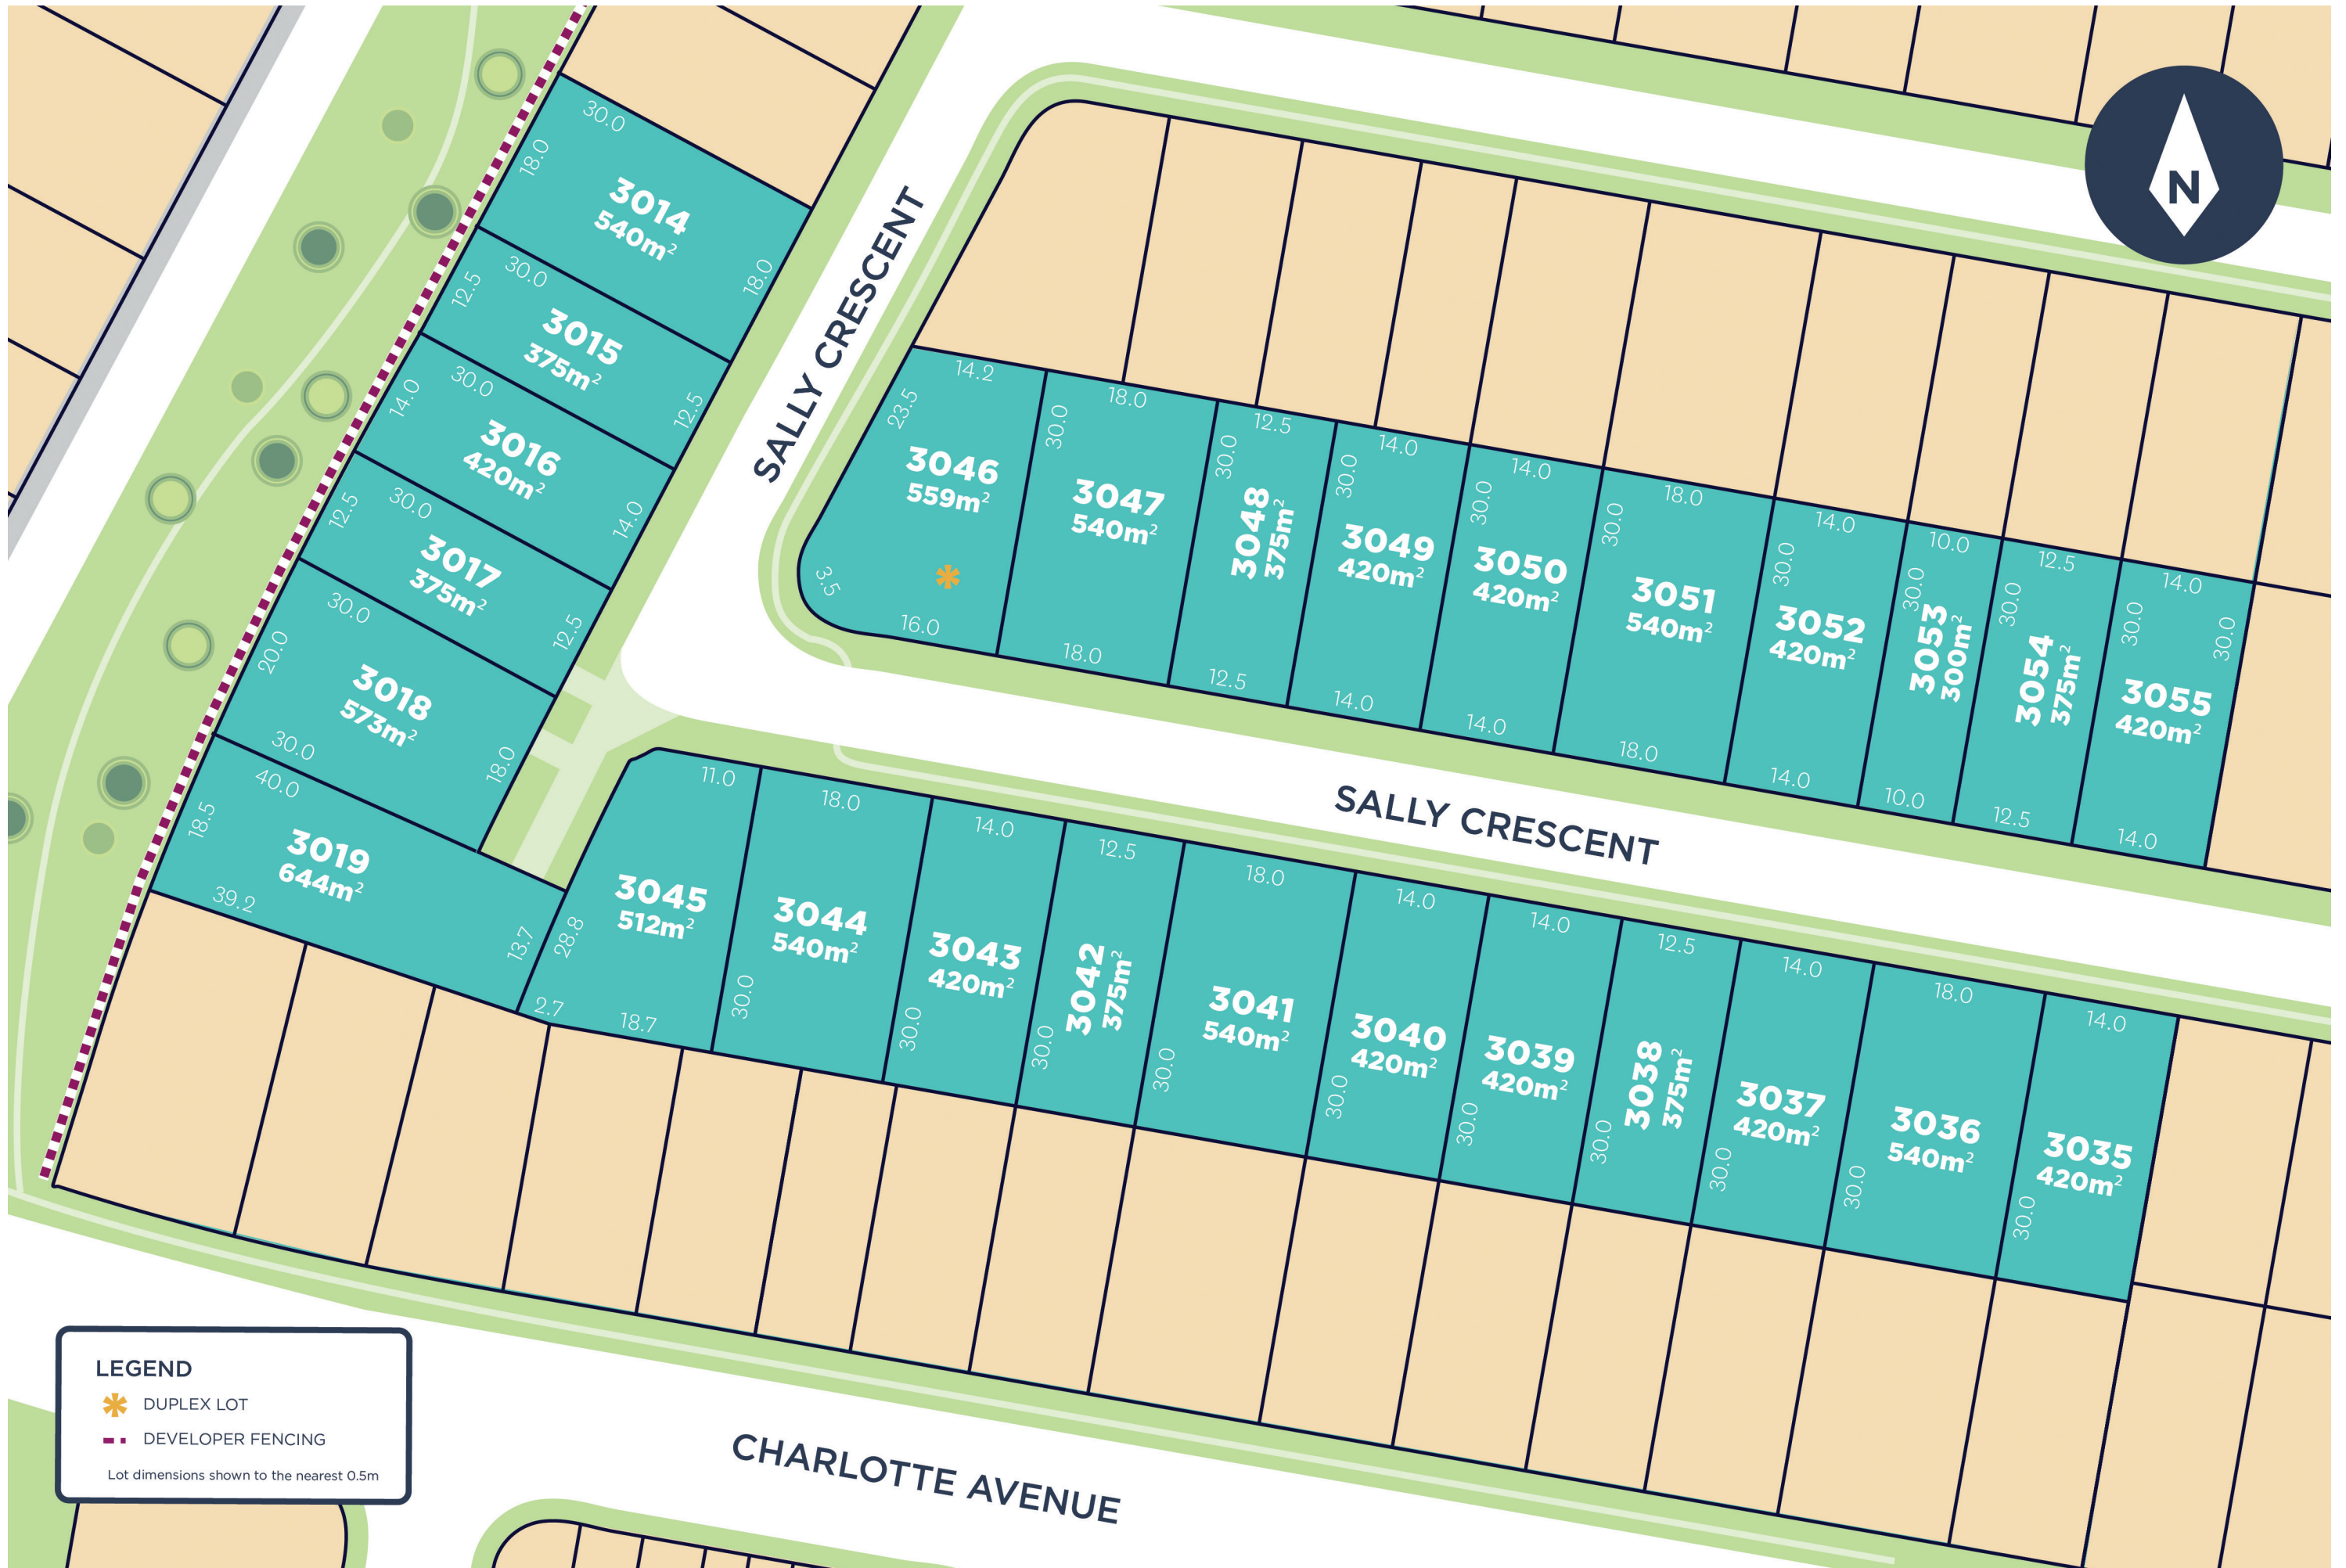 N
SALLY CRESCENT
30.0
18.0
3014
540m²
18.0
30.0
12.5
3015
375m²
12.5
30.0
14.0
3016
420m²
14.0
30.0
12.5
3017
375m²
12.5
30.0
20.0
3018
573m²
18.0
30.0
40.0
18.5
3019
644m²
39.2
13.7
14.2
23.5
3046
559m²
3.5
16.0
18.0
30.0
3047
540m²
18.0
12.5
30.0
3048
375m²
12.5
14.0
30.0
3049
420m²
14.0
14.0
30.0
3050
420m²
14.0
18.0
30.0
3051
540m²
18.0
14.0
30.0
3052
420m²
14.0
10.0
30.0
3053
300m²
10.0
12.5
30.0
3054
375m²
12.5
14.0
30.0
30.0
3055
420m²
14.0
SALLY CRESCENT
11.0
3045
512m²
28.8
2.7
18.7
18.0
3044
540m²
30.0
14.0
3043
420m²
30.0
12.5
3042
375m²
30.0
18.0
3041
540m²
30.0
14.0
3040
420m²
30.0
14.0
3039
420m²
30.0
12.5
3038
375m²
30.0
14.0
3037
420m²
30.0
18.0
3036
540m²
30.0
14.0
3035
420m²
30.0
CHARLOTTE AVENUE
LEGEND
DUPLEX LOT
DEVELOPER FENCING
Lot dimensions shown to the nearest 0.5m